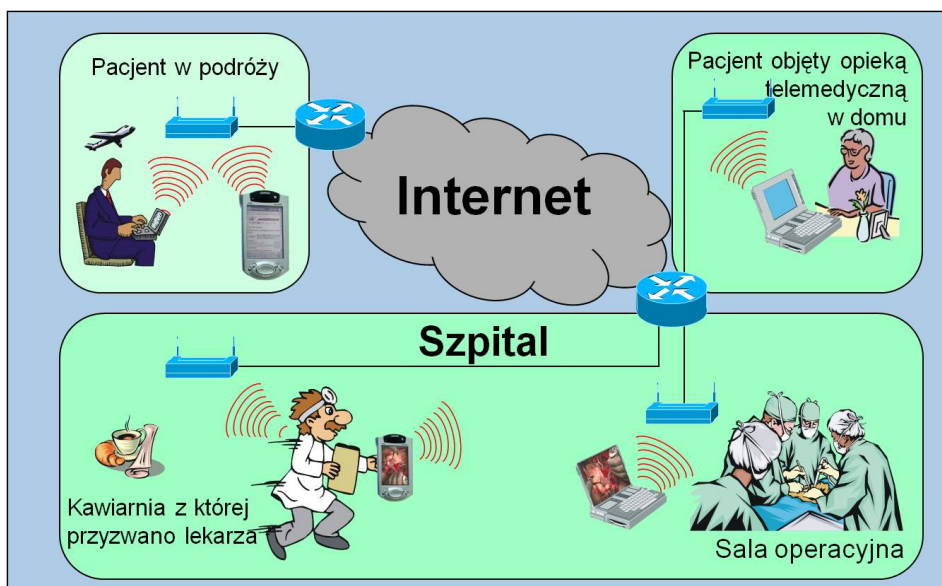 Pacjent w podróży
Pacjent objęty opieką
telemedyczną
w domu
Internet
Szpital
Kawiarnia z której
przyzwano lekarza
Sala operacyjna